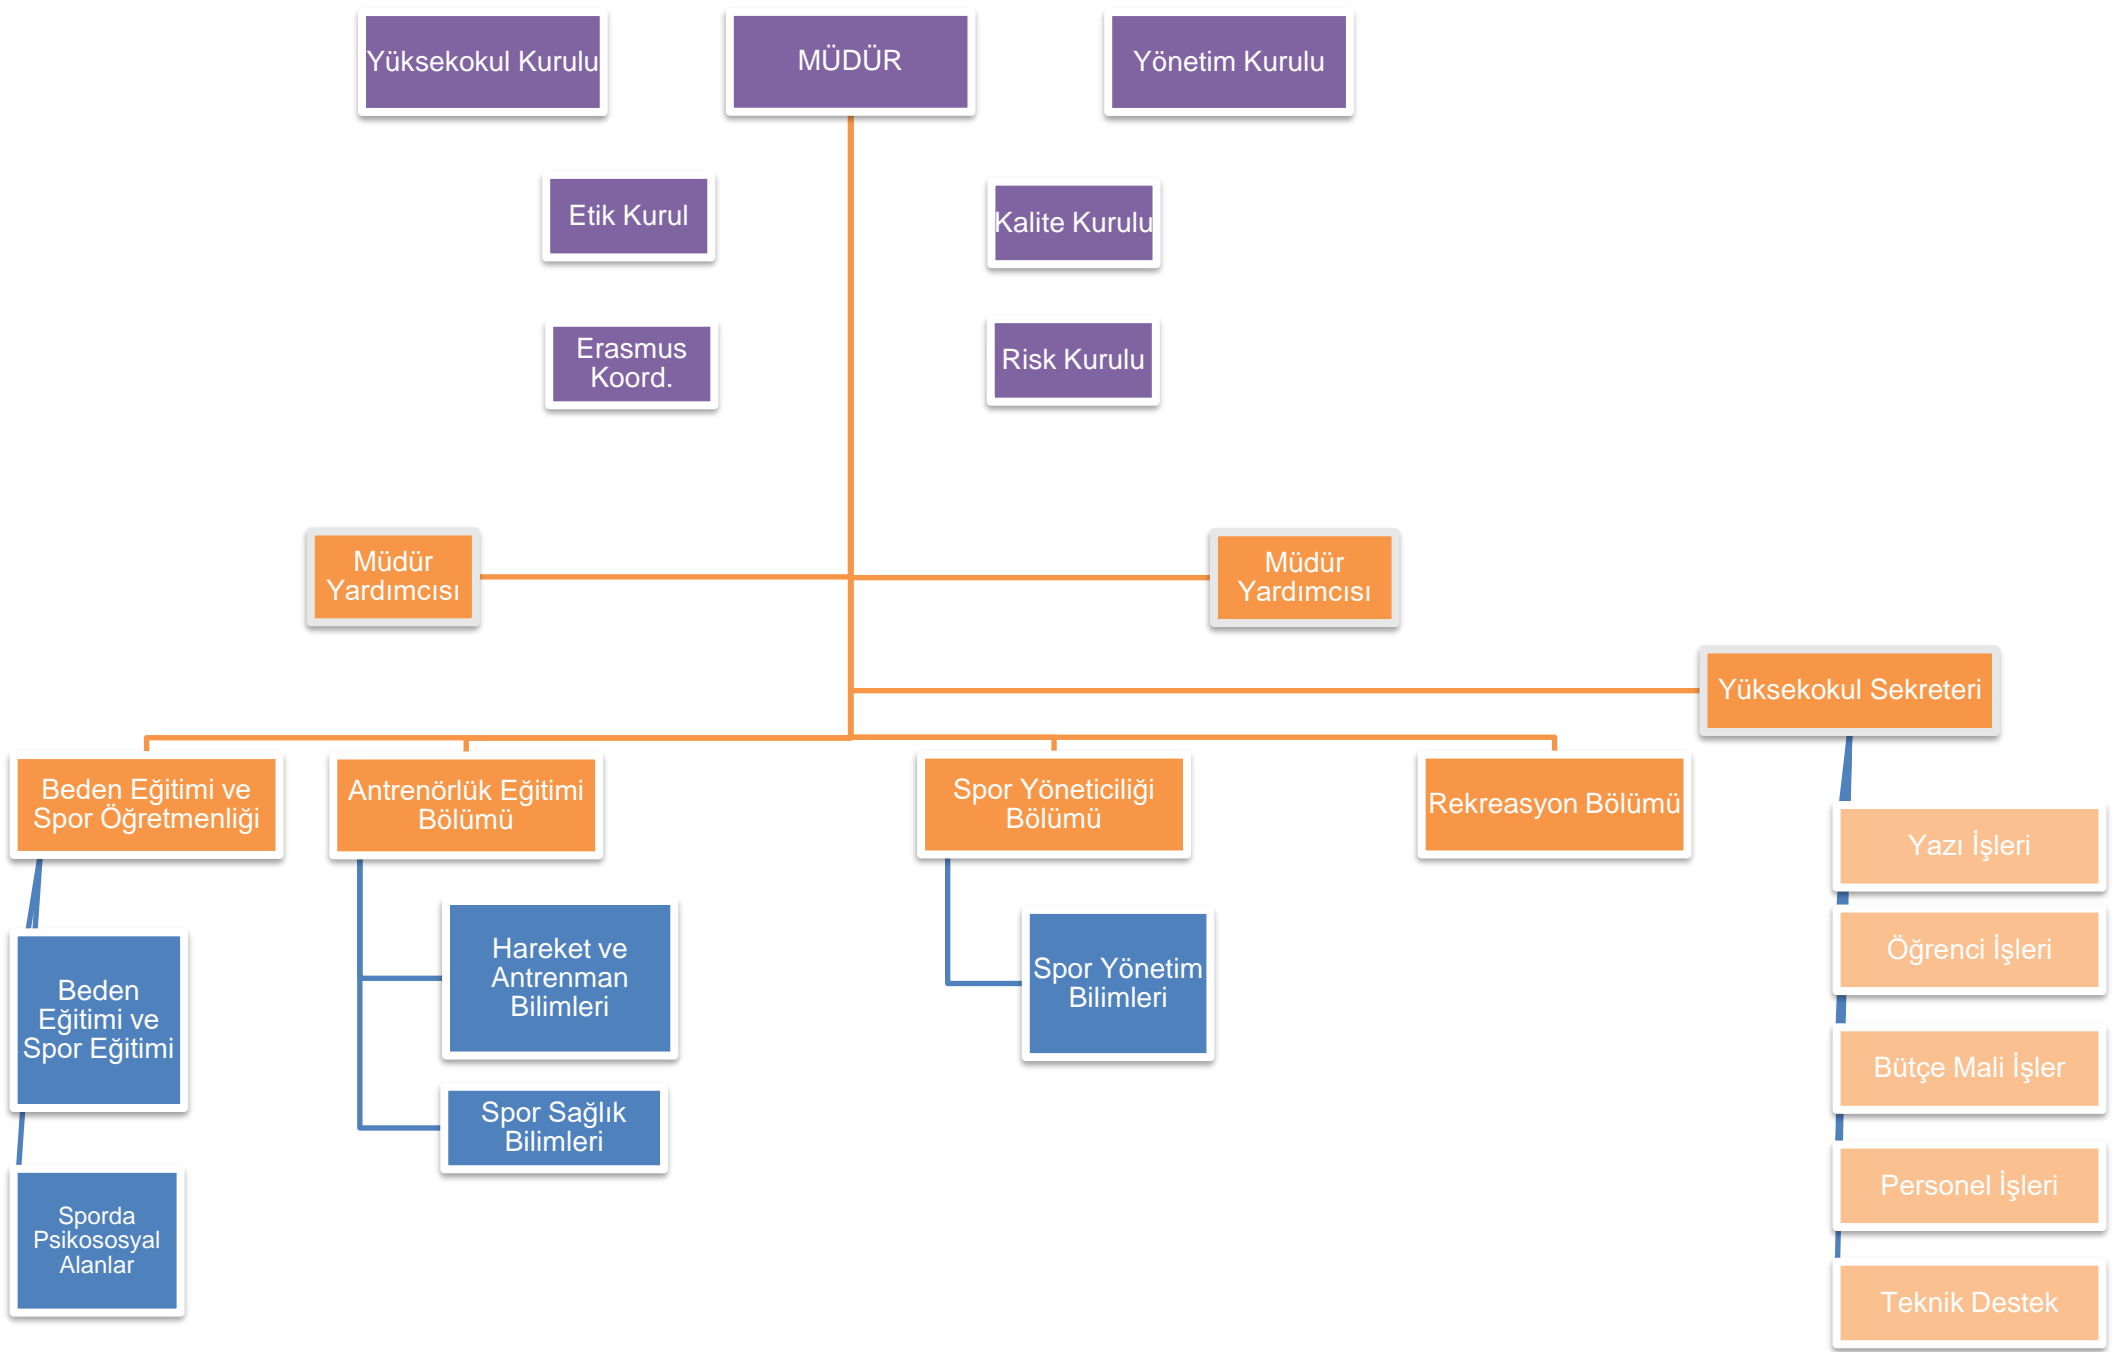 Yüksekokul Kurulu
MÜDÜR
Yönetim Kurulu
Etik Kurul
Kalite Kurulu
Erasmus
Koord.
Risk Kurulu
Müdür
Yardımcısı
Müdür
Yardımcısı
Yüksekokul Sekreteri
Beden Eğitimi ve
Spor Öğretmenliği
Antrenörlük Eğitimi
Bölümü
Spor Yöneticiliği
Bölümü
Rekreasyon Bölümü
Yazı İşleri
Öğrenci İşleri
Bütçe Mali İşler
Personel İşleri
Teknik Destek
Beden
Eğitimi ve
Spor Eğitimi
Sporda
Psikososyal
Alanlar
Hareket ve
Antrenman
Bilimleri
Spor Sağlık
Bilimleri
Spor Yönetim
Bilimleri